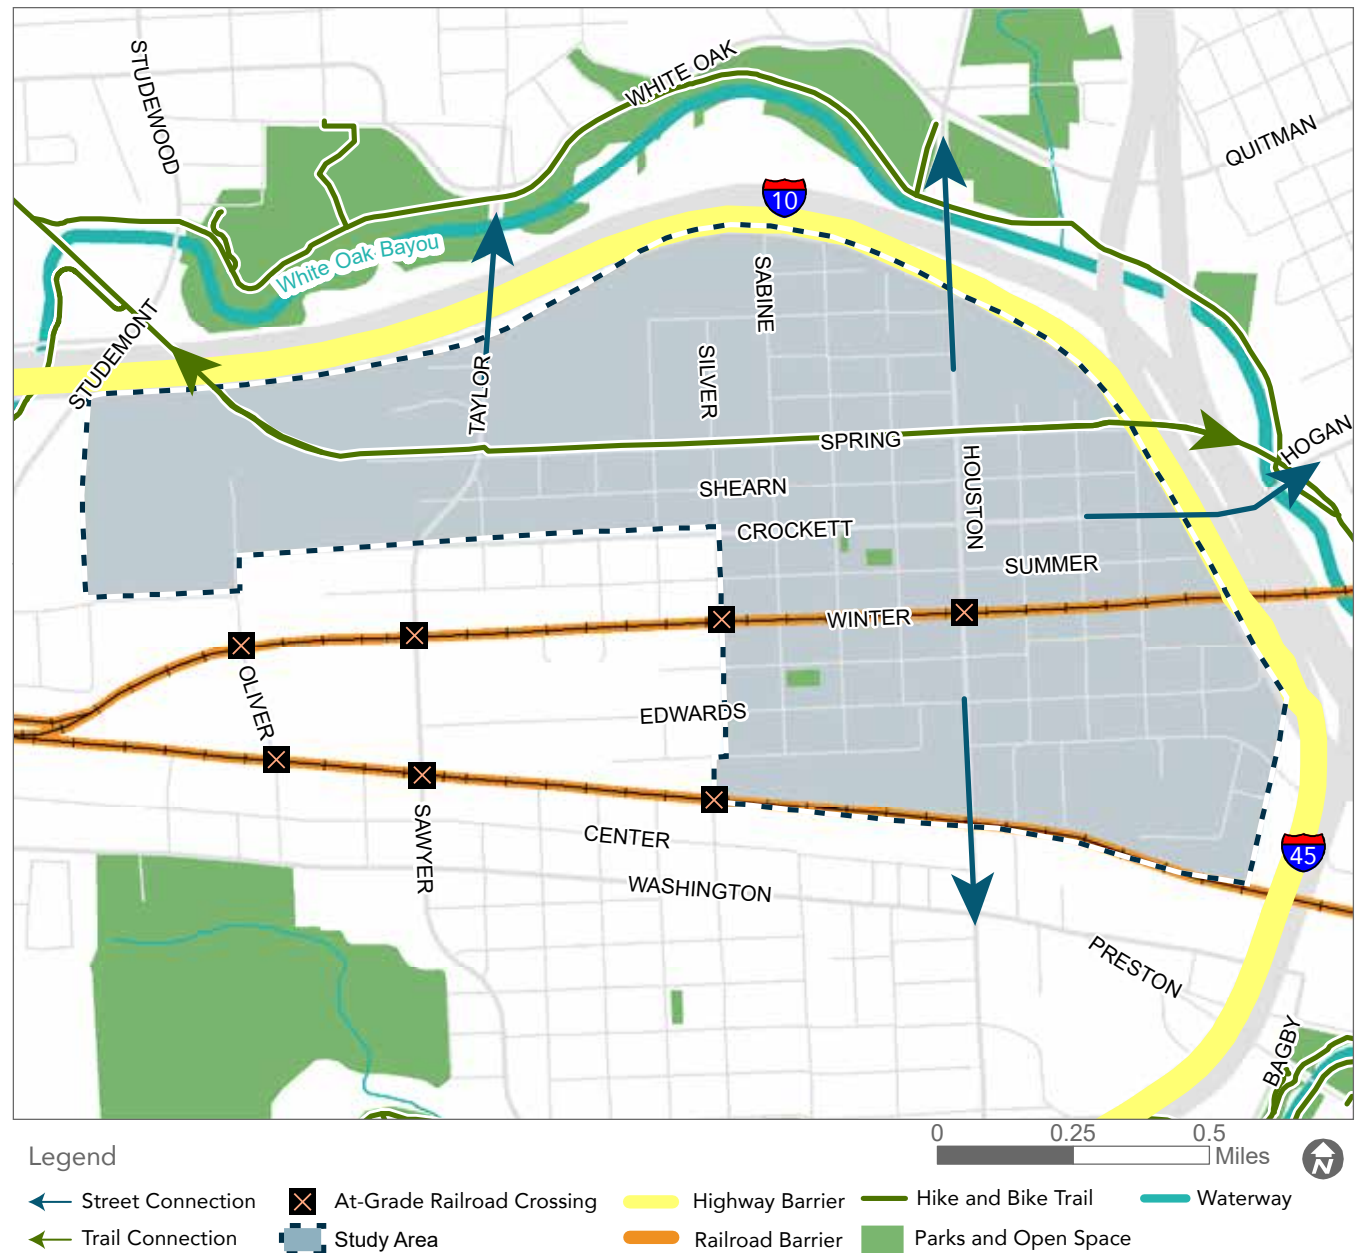 STUDEWOOD
WHITE OAK
QUITMAN
10
White Oak Bayou
STUDEMONT
SABINE
SILVER
TAYLOR
SPRING
HOGAN
HOUSTON
SHEARN
CROCKETT
SUMMER
WINTER
OLIVER
EDWARDS
SAWYER
CENTER
45
WASHINGTON
PRESTON
BAGBY
0 0.25 0.5
Miles
N
Legend
Street Connection
At-Grade Railroad Crossing
Highway Barrier
Hike and Bike Trail
Waterway
Trail Connection
Study Area
Railroad Barrier
Parks and Open Space